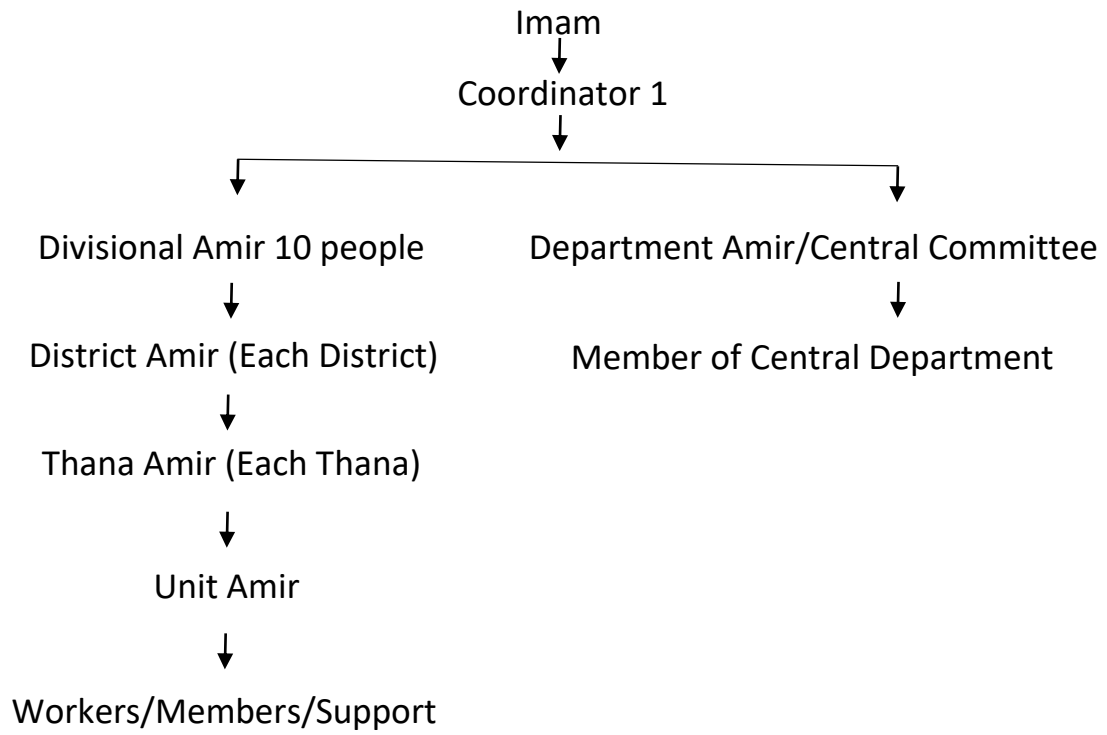 Imam
Coordinator 1
Divisional Amir 10 people
Department Amir/Central Committee
District Amir (Each District)
Member of Central Department
Thana Amir (Each Thana)
Unit Amir
Workers/Members/Support